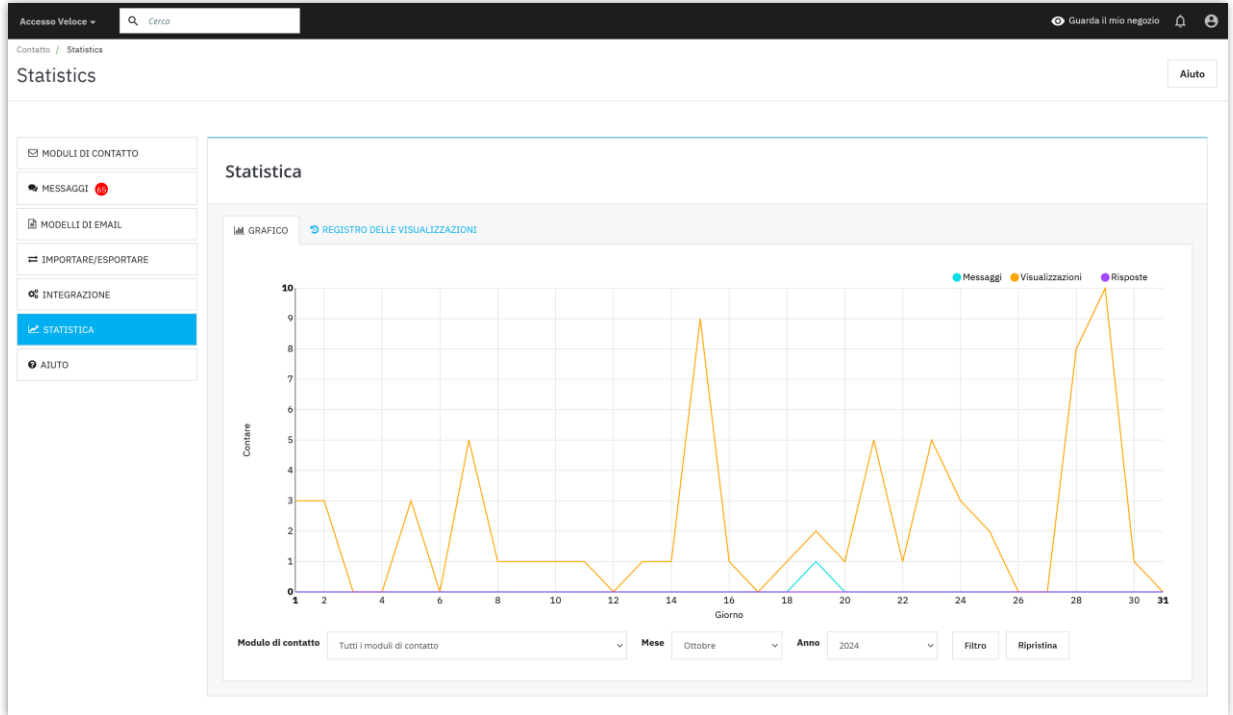 Accesso Veloce
Cerca
Guarda il mio negozio
Contatto / Statistics
Statistics
Aiuto
MODULI DI CONTATTO
MESSAGGI 65
MODELLI DI EMAIL
IMPORTARE/ESPORTARE
INTEGRAZIONE
STATISTICA
AIUTO
Statistica
GRAFICO
REGISTRO DELLE VISUALIZZAZIONI
Messaggi Visualizzazioni Risposte
10
9
8
7
6
5
4
3
2
1
0
Contare
1 2 4 6 8 10 12 14 16 18 20 22 24 26 28 30 31
Giorno
Modulo di contatto Tutti i moduli di contatto Mese Ottobre Anno 2024 Filtro Ripristina